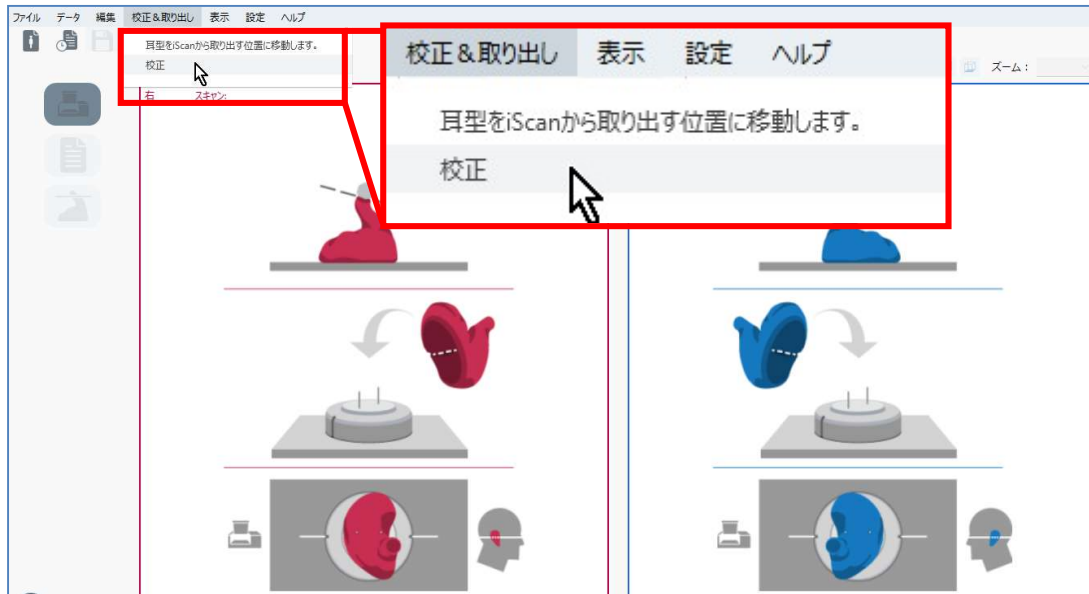 ファイル データ 編集 校正&取り出し 表示 設定 ヘルプ
耳型をiScanから取り出す位置に移動します。
校正
右 スキャン:
ズーム:
校正&取り出し 表示 設定 ヘルプ
耳型をiScanから取り出す位置に移動します。
校正